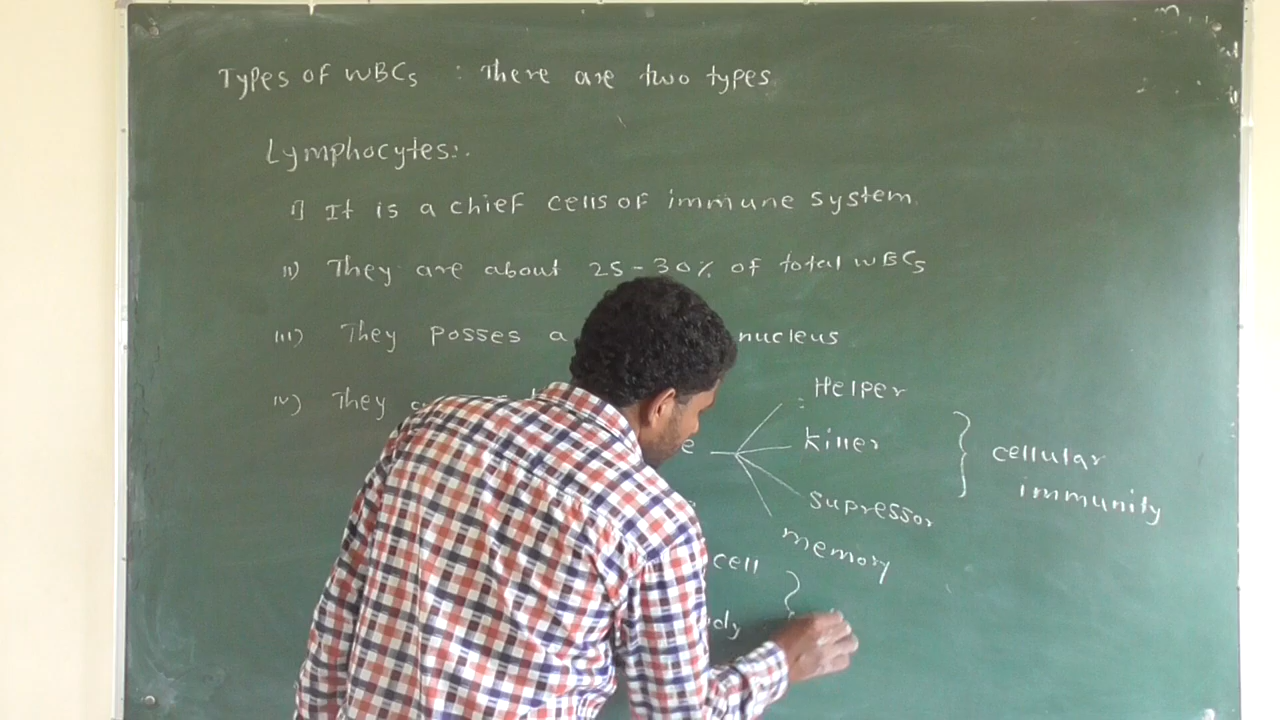 Types of WBCs : There are two types
Lymphocytes:.
i] It is a chief cells of immune system
ii) They are about 25-30% of total WBCs
iii) They posses a nucleus
iv) They
Helper
killer
supressor
memory
cellular
immunity
cell